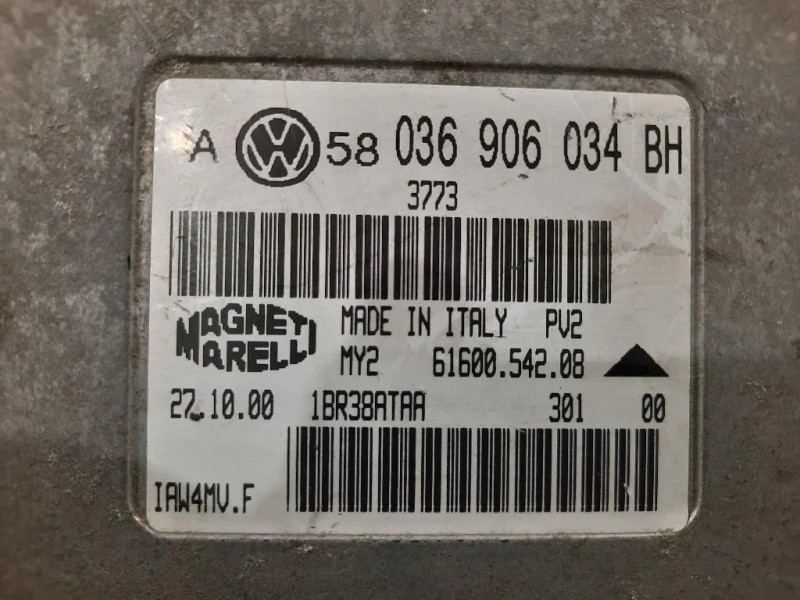 A VW 58 036 906 034 BH
3773
MAGNETI MARELLI
MADE IN ITALY PV2
MY2 61600.542.08
27.10.00 1BR38ATAA 301 00
IAW4MV.F